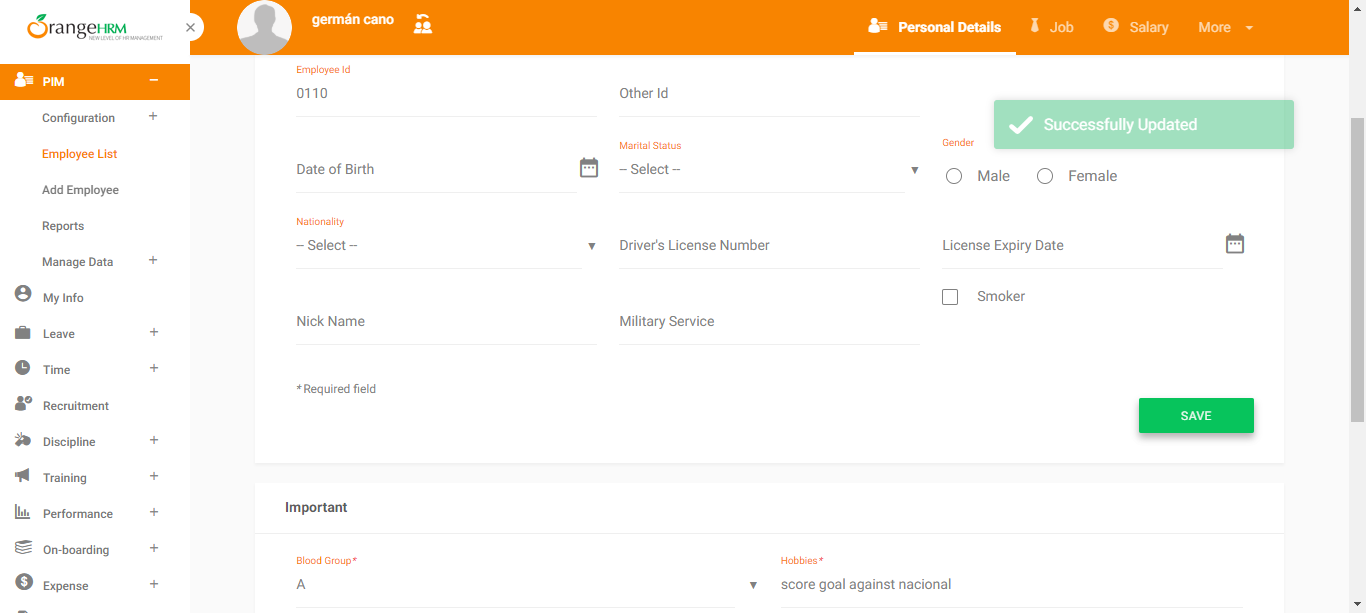 OrangeHRM
NEW LEVEL OF HR MANAGEMENT
germán cano
Personal Details
Job
Salary
More
PIM
Configuration
Employee List
Add Employee
Reports
Manage Data
My Info
Leave
Time
Recruitment
Discipline
Training
Performance
On-boarding
Expense
Employee Id
0110
Other Id
Successfully Updated
Date of Birth
Marital Status
-- Select --
Gender
Male
Female
Nationality
-- Select --
Driver's License Number
License Expiry Date
Nick Name
Military Service
Smoker
* Required field
SAVE
Important
Blood Group*
A
Hobbies*
score goal against nacional